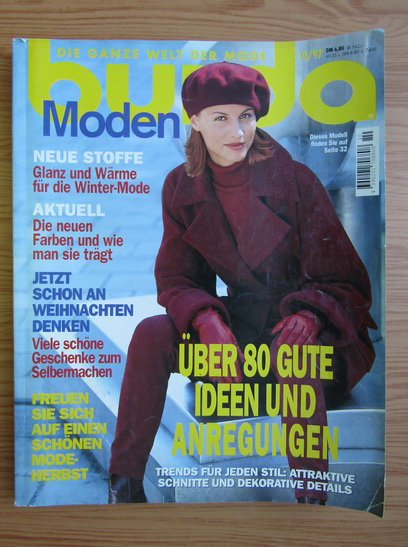 DIE GANZE WELT DER MODE
burda
Moden
DM 6,80
Dieses Modell
finden Sie auf
Seite 32
NEUE STOFFE
Glanz und Wärme
für die Winter-Mode
AKTUELL
Die neuen
Farben und wie
man sie trägt
JETZT
SCHON AN
WEIHNACHTEN
DENKEN
Viele schöne
Geschenke zum
Selbermachen
FREUEN
SIE SICH
AUF EINEN
SCHÖNEN
MODE-
HERBST
ÜBER 80 GUTE
IDEEN UND
ANREGUNGEN
TRENDS FÜR JEDEN STIL: ATTRAKTIVE
SCHNITTE UND DEKORATIVE DETAILS